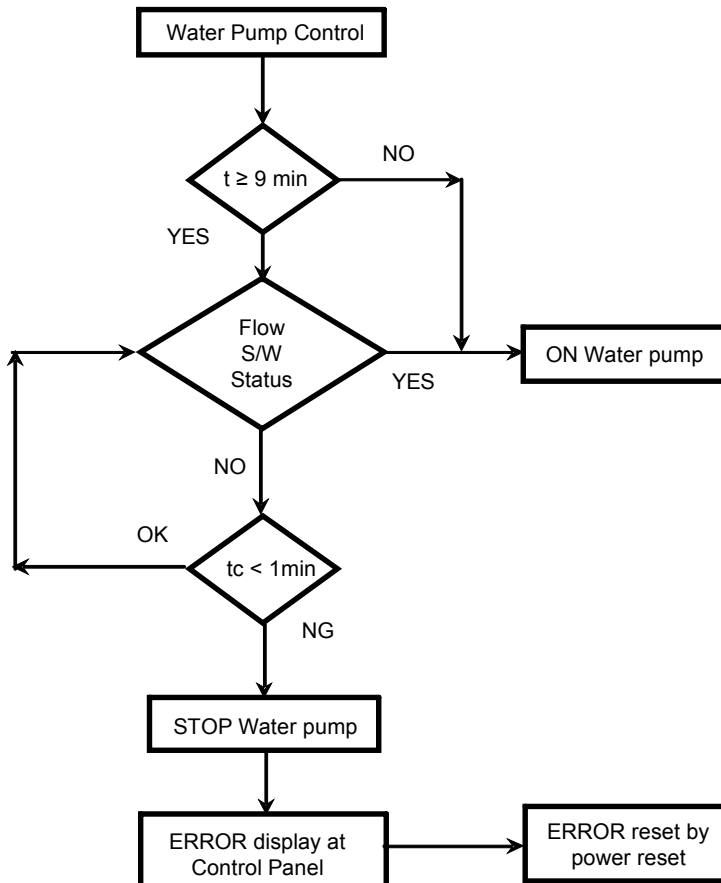 Water Pump Control
t ≥ 9 min
NO
YES
Flow
S/W
Status
YES
ON Water pump
NO
OK
tc < 1min
NG
STOP Water pump
ERROR display at
Control Panel
ERROR reset by
power reset